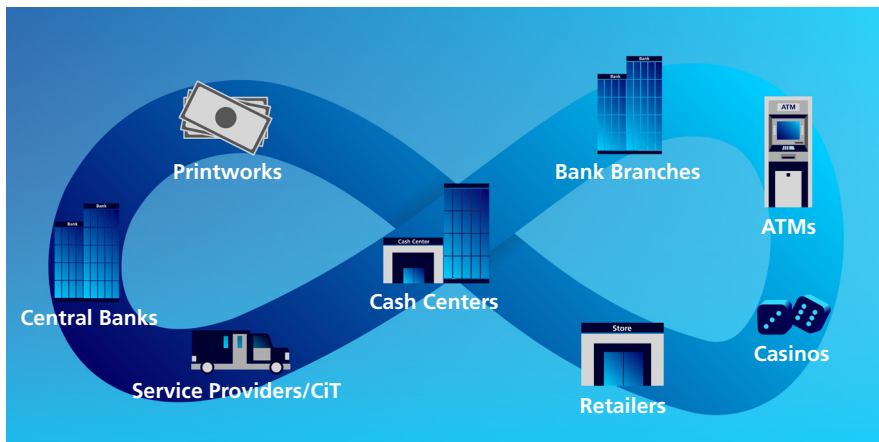 Bank
Bank
ATM
Printworks
Bank Branches
Bank
Bank
ATMs
Cash Center
Cash Centers
Central Banks
Store
Casinos
Service Providers/CiT
Retailers